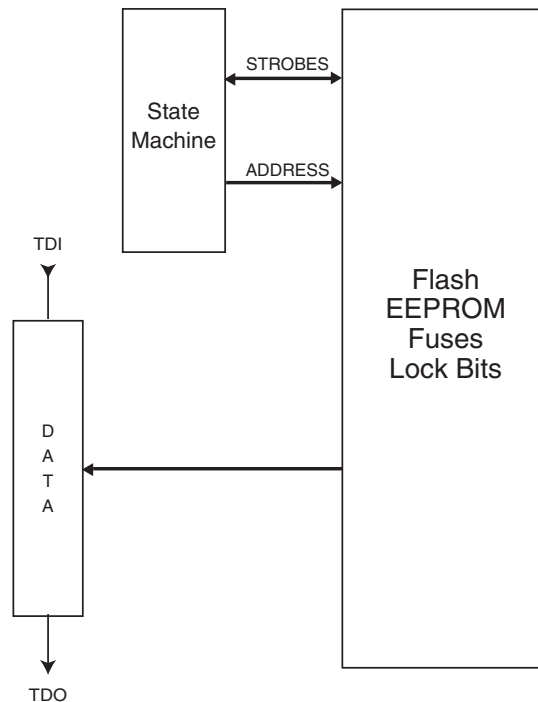 STROBES
State
Machine
ADDRESS
TDI
Flash
EEPROM
Fuses
Lock Bits
D
A
T
A
TDO